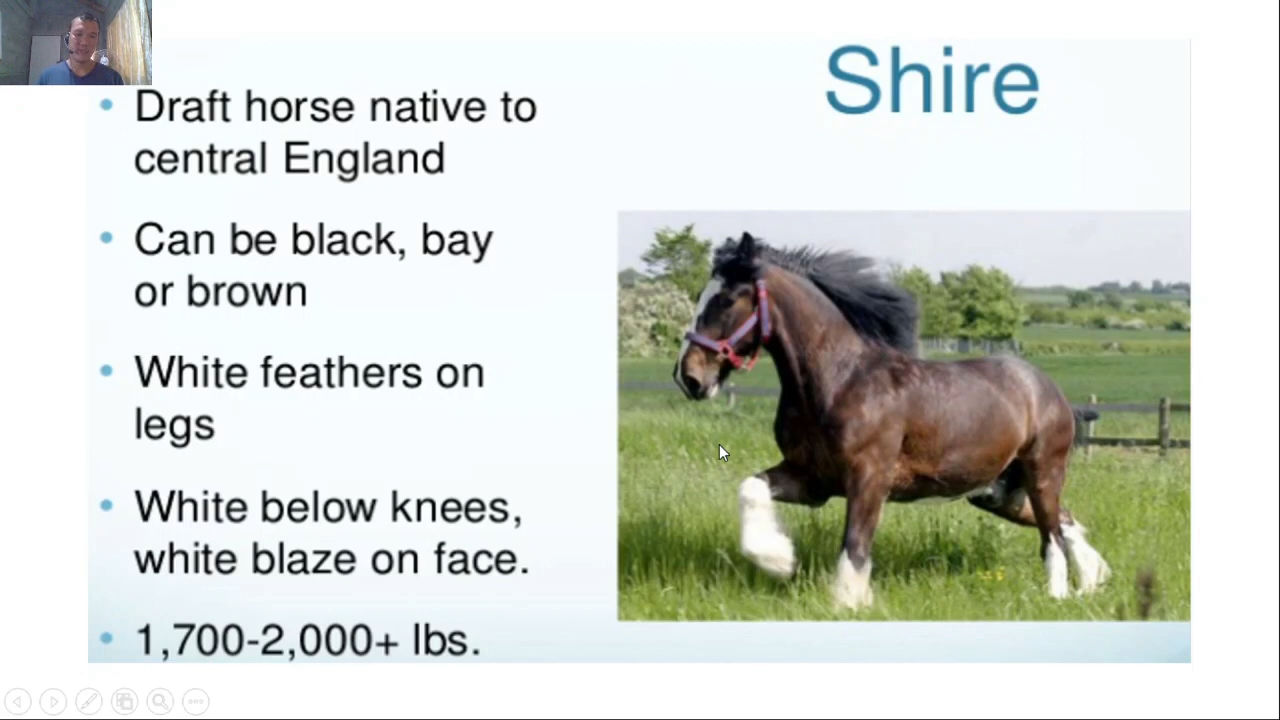 Shire
• Draft horse native to
central England
• Can be black, bay
or brown
• White feathers on
legs
• White below knees,
white blaze on face.
• 1,700-2,000+ lbs.